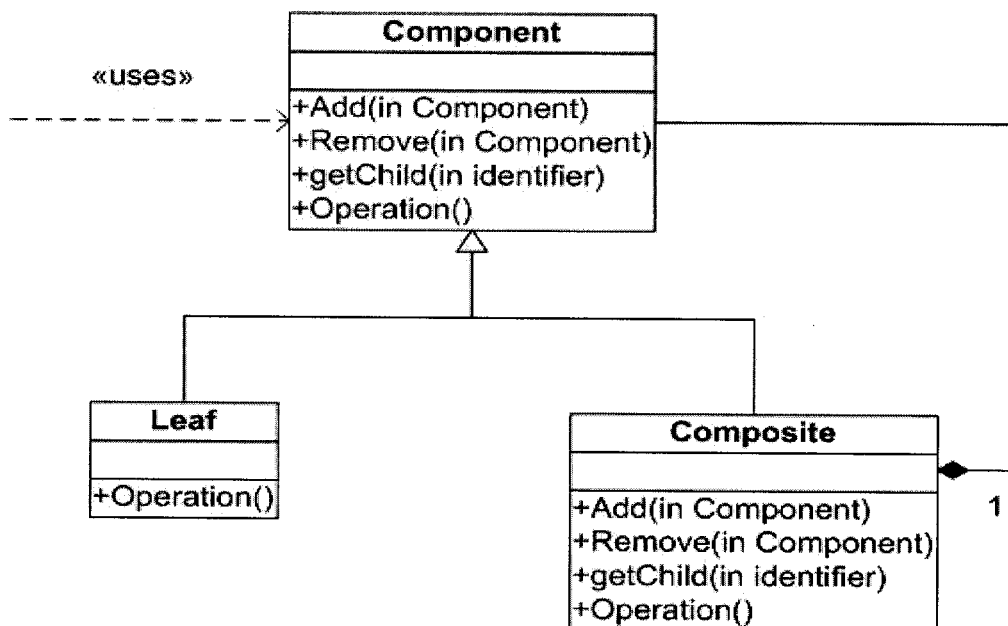 Component
«uses»
+Add(in Component)
+Remove(in Component)
+getChild(in identifier)
+Operation()
Leaf
+Operation()
Composite
1
+Add(in Component)
+Remove(in Component)
+getChild(in identifier)
+Operation()